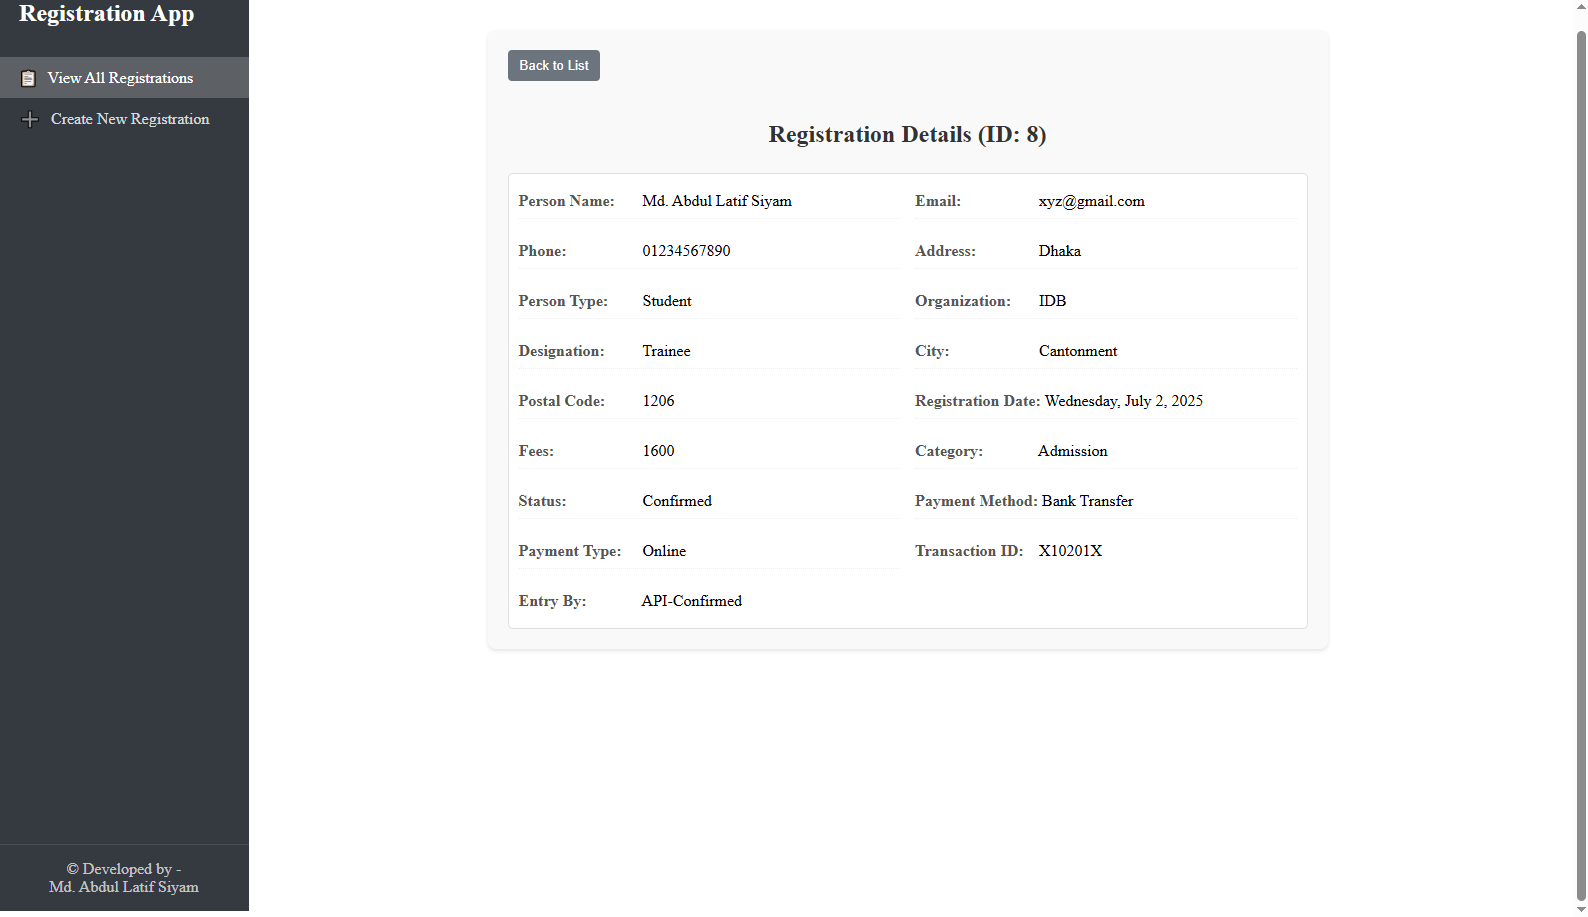 Registration App
View All Registrations
Create New Registration
Back to List
Registration Details (ID: 8)
Person Name: Md. Abdul Latif Siyam
Email: xyz@gmail.com
Phone: 01234567890
Address: Dhaka
Person Type: Student
Organization: IDB
Designation: Trainee
City: Cantonment
Postal Code: 1206
Registration Date: Wednesday, July 2, 2025
Fees: 1600
Category: Admission
Status: Confirmed
Payment Method: Bank Transfer
Payment Type: Online
Transaction ID: X10201X
Entry By: API-Confirmed
© Developed by -
Md. Abdul Latif Siyam